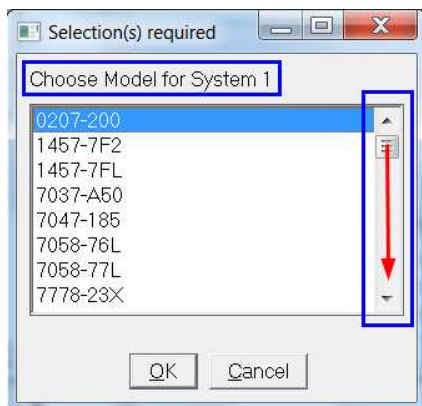 Selection(s) required
Choose Model for System 1
0207-200
1457-7F2
1457-7FL
7037-A50
7047-185
7058-76L
7058-77L
7778-23X
OK Cancel